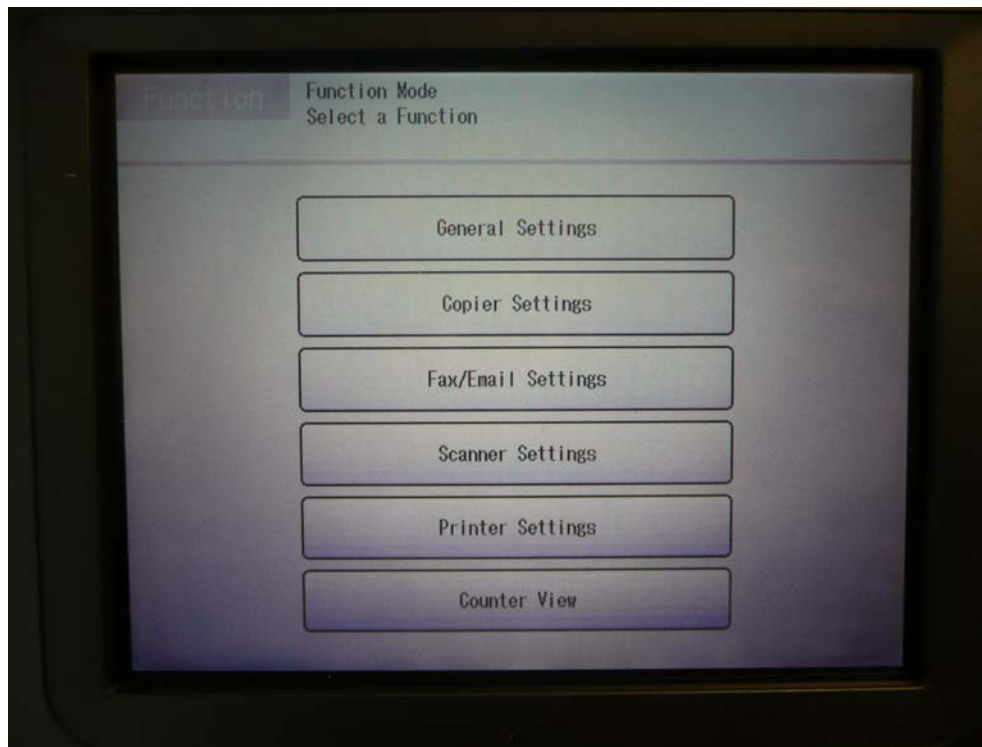 Function
Function Mode
Select a Function
General Settings
Copier Settings
Fax/Email Settings
Scanner Settings
Printer Settings
Counter View